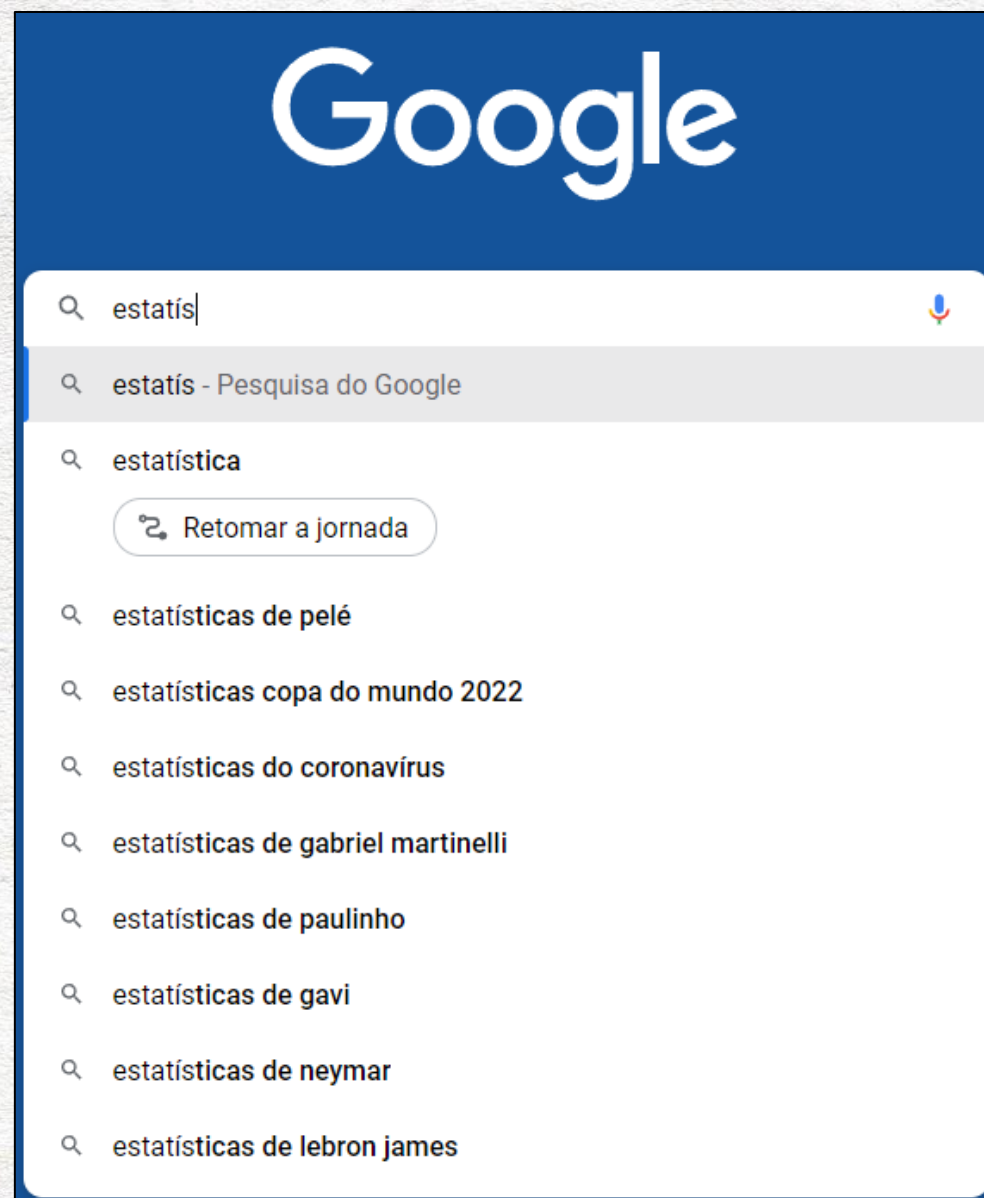 Google
estatís
estatís - Pesquisa do Google
estatística
Retomar a jornada
estatísticas de pelé
estatísticas copa do mundo 2022
estatísticas do coronavírus
estatísticas de gabriel martinelli
estatísticas de paulinho
estatísticas de gavi
estatísticas de neymar
estatísticas de lebron james